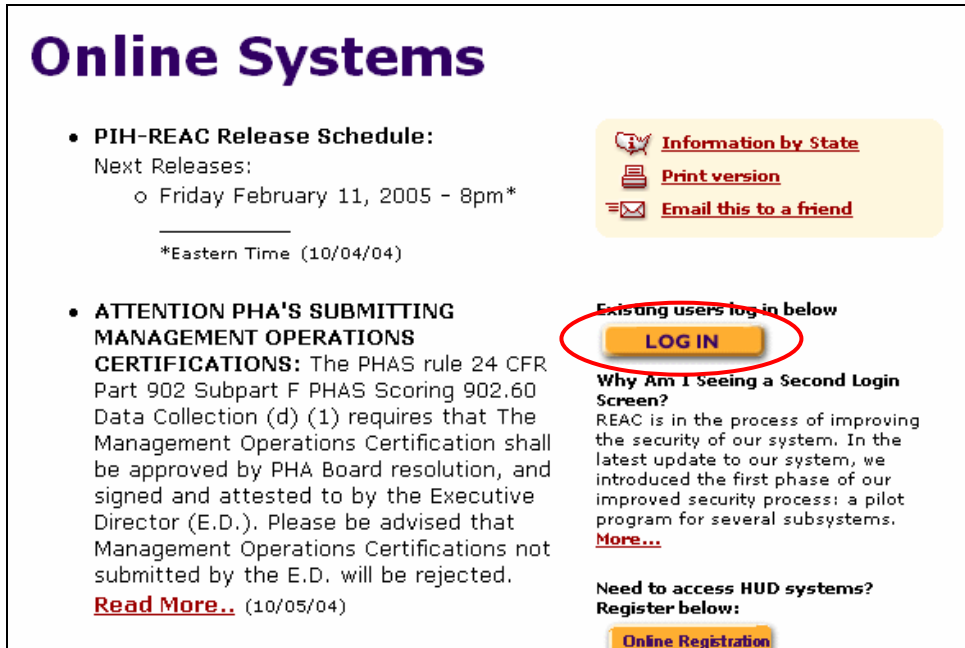 Online Systems
• PIH-REAC Release Schedule:
Next Releases:
o Friday February 11, 2005 - 8pm*
*Eastern Time (10/04/04)
• ATTENTION PHA'S SUBMITTING
MANAGEMENT OPERATIONS
CERTIFICATIONS: The PHAS rule 24 CFR
Part 902 Subpart F PHAS Scoring 902.60
Data Collection (d) (1) requires that The
Management Operations Certification shall
be approved by PHA Board resolution, and
signed and attested to by the Executive
Director (E.D.). Please be advised that
Management Operations Certifications not
submitted by the E.D. will be rejected.
Read More.. (10/05/04)
Information by State
Print version
Email this to a friend
Existing users log in below
LOG IN
Why Am I Seeing a Second Login
Screen?
REAC is in the process of improving
the security of our system. In the
latest update to our system, we
introduced the first phase of our
improved security process: a pilot
program for several subsystems.
More...
Need to access HUD systems?
Register below:
Online Registration